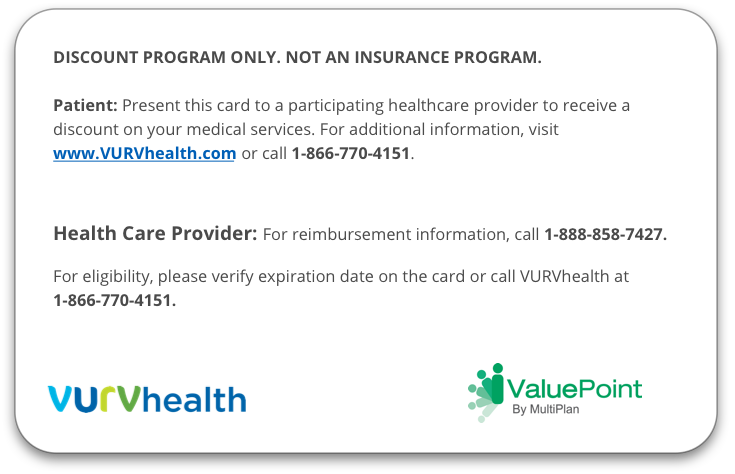 DISCOUNT PROGRAM ONLY. NOT AN INSURANCE PROGRAM.
Patient: Present this card to a participating healthcare provider to receive a
discount on your medical services. For additional information, visit
www.VURVhealth.com or call 1-866-770-4151.
Health Care Provider: For reimbursement information, call 1-888-858-7427.
For eligibility, please verify expiration date on the card or call VURVhealth at
1-866-770-4151.
vurvhealth
ValuePoint
By MultiPlan